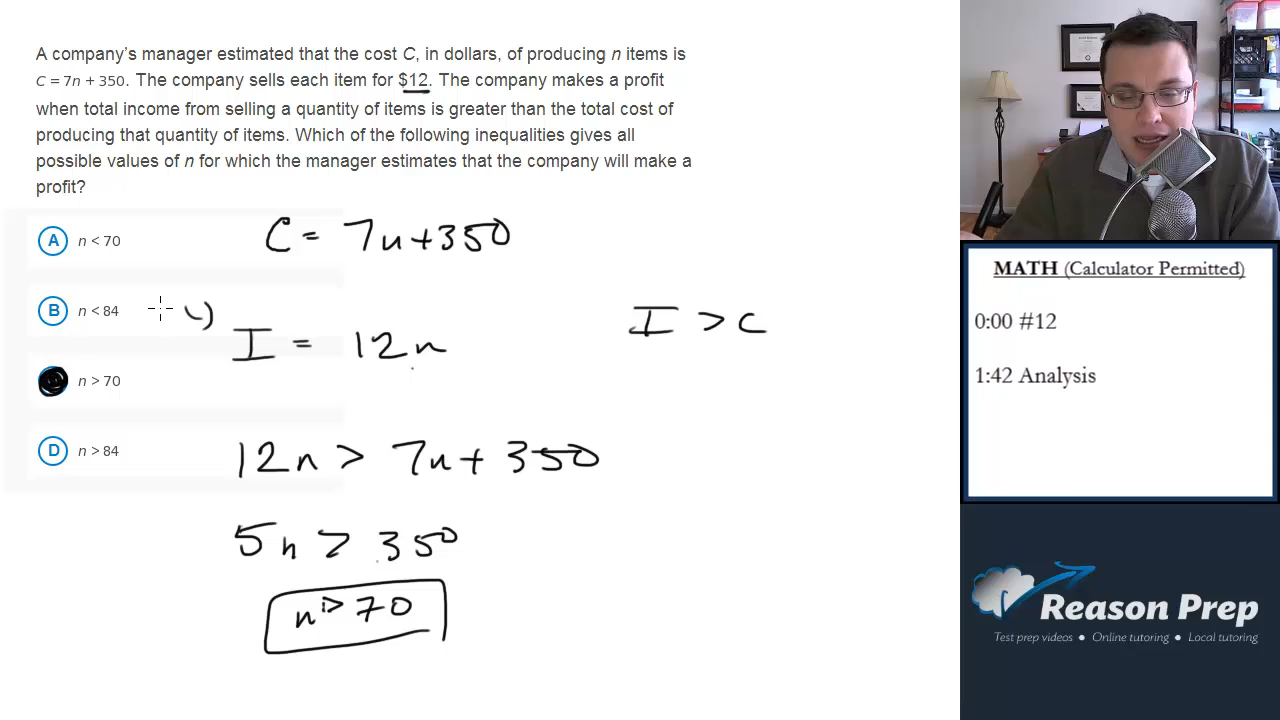 A company's manager estimated that the cost C, in dollars, of producing n items is
C = 7n + 350. The company sells each item for $12. The company makes a profit
when total income from selling a quantity of items is greater than the total cost of
producing that quantity of items. Which of the following inequalities gives all
possible values of n for which the manager estimates that the company will make a
profit?
A n < 70
B n < 84
n > 70
D n > 84
C = 7n+350
I = 12n
I > C
12n > 7n + 350
5n > 350
n > 70
MATH (Calculator Permitted)
0:00 #12
1:42 Analysis
Reason Prep
Test prep videos ● Online tutoring ● Local tutoring